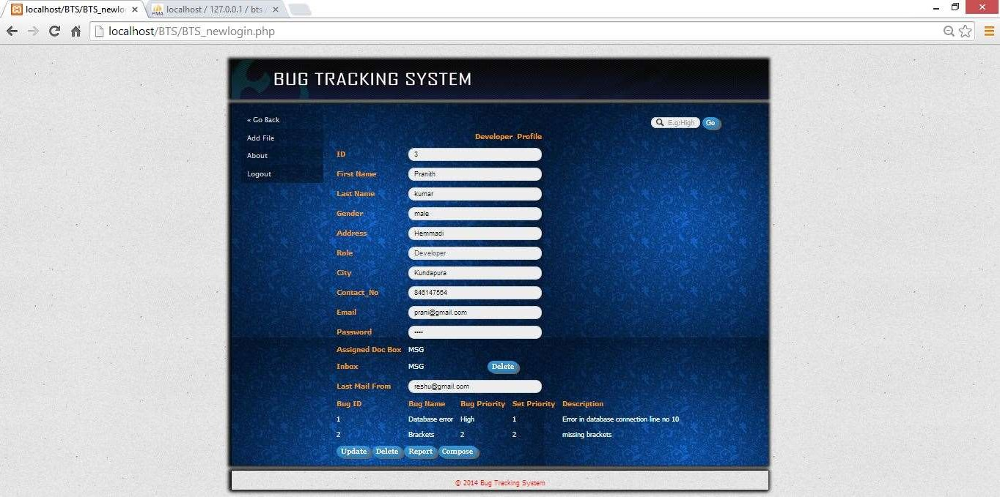 localhost/BTS/BTS_newlo
localhost / 127.0.0.1 / bts
localhost/BTS/BTS_newlogin.php
BUG TRACKING SYSTEM
« Go Back
E.g:High Go
Add File
Developer Profile
About
ID 3
Logout
First Name Pranith
Last Name kumar
Gender male
Address Hemmadi
Role Developer
City Kundapura
Contact_No 846147564
Email prani@gmail.com
Password ••••
Assigned Doc Box MSG
Inbox MSG Delete
Last Mail From reshu@gmail.com
Bug ID Bug Name Bug Priority Set Priority Description
1 Database error High 1 Error in database connection line no 10
2 Brackets 2 2 missing brackets
Update Delete Report Compose
© 2014 Bug Tracking System